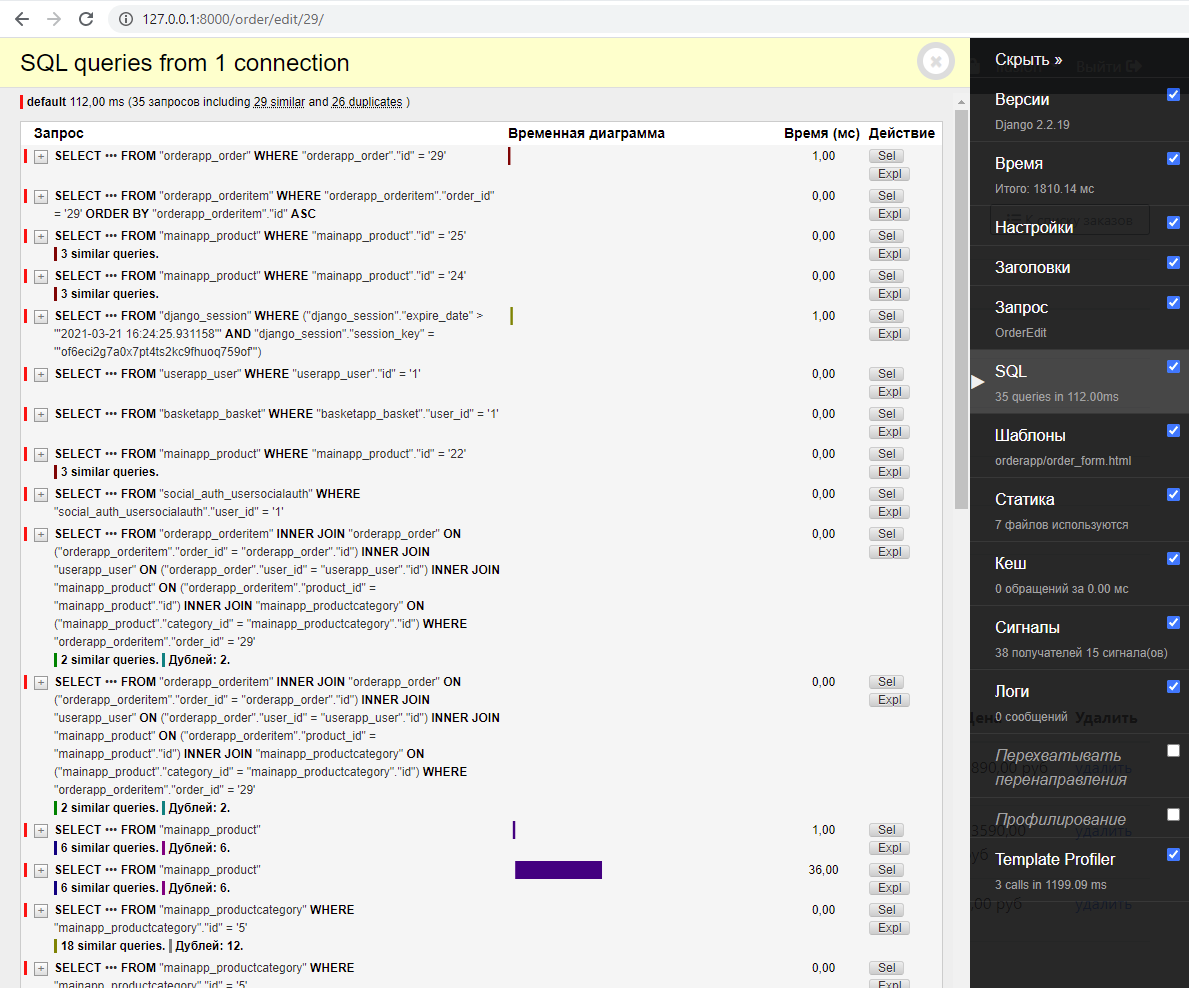 127.0.0.1:8000/order/edit/29/
SQL queries from 1 connection
default 112,00 ms (35 запросов including 29 similar and 26 duplicates )
Запрос Временная диаграмма Время (мс) Действие
+ SELECT ••• FROM "orderapp_order" WHERE "orderapp_order"."id" = '29' 1,00 Sel
Expl
+ SELECT ••• FROM "orderapp_orderitem" WHERE "orderapp_orderitem"."order_id" 0,00 Sel
= '29' ORDER BY "orderapp_orderitem"."id" ASC Expl
+ SELECT ••• FROM "mainapp_product" WHERE "mainapp_product"."id" = '25' 0,00 Sel
3 similar queries. Expl
+ SELECT ••• FROM "mainapp_product" WHERE "mainapp_product"."id" = '24' 0,00 Sel
3 similar queries. Expl
+ SELECT ••• FROM "django_session" WHERE ("django_session"."expire_date" > 1,00 Sel
'"2021-03-21 16:24:25.931158"' AND "django_session"."session_key" = Expl
'"of6eci2g7a0x7pt4ts2kc9fhuoq759of"')
+ SELECT ••• FROM "userapp_user" WHERE "userapp_user"."id" = '1' 0,00 Sel
Expl
+ SELECT ••• FROM "basketapp_basket" WHERE "basketapp_basket"."user_id" = '1' 0,00 Sel
Expl
+ SELECT ••• FROM "mainapp_product" WHERE "mainapp_product"."id" = '22' 0,00 Sel
3 similar queries. Expl
+ SELECT ••• FROM "social_auth_usersocialauth" WHERE 0,00 Sel
"social_auth_usersocialauth"."user_id" = '1' Expl
+ SELECT ••• FROM "orderapp_orderitem" INNER JOIN "orderapp_order" ON 0,00 Sel
("orderapp_orderitem"."order_id" = "orderapp_order"."id") INNER JOIN Expl
"userapp_user" ON ("orderapp_order"."user_id" = "userapp_user"."id") INNER JOIN
"mainapp_product" ON ("orderapp_orderitem"."product_id" =
"mainapp_product"."id") INNER JOIN "mainapp_productcategory" ON
("mainapp_product"."category_id" = "mainapp_productcategory"."id") WHERE
"orderapp_orderitem"."order_id" = '29'
2 similar queries. Дублей: 2.
+ SELECT ••• FROM "orderapp_orderitem" INNER JOIN "orderapp_order" ON 0,00 Sel
("orderapp_orderitem"."order_id" = "orderapp_order"."id") INNER JOIN Expl
"userapp_user" ON ("orderapp_order"."user_id" = "userapp_user"."id") INNER JOIN
"mainapp_product" ON ("orderapp_orderitem"."product_id" =
"mainapp_product"."id") INNER JOIN "mainapp_productcategory" ON
("mainapp_product"."category_id" = "mainapp_productcategory"."id") WHERE
"orderapp_orderitem"."order_id" = '29'
2 similar queries. Дублей: 2.
+ SELECT ••• FROM "mainapp_product" 1,00 Sel
6 similar queries. Дублей: 6. Expl
+ SELECT ••• FROM "mainapp_product" 36,00 Sel
6 similar queries. Дублей: 6. Expl
+ SELECT ••• FROM "mainapp_productcategory" WHERE 0,00 Sel
"mainapp_productcategory"."id" = '5' Expl
18 similar queries. Дублей: 12.
+ SELECT ••• FROM "mainapp_productcategory" WHERE 0,00 Sel
"mainapp_productcategory"."id" = '5' Expl
Скрыть »
Выйти
Версии
Django 2.2.19
Время
Итого: 1810.14 мс
К списку заказов
Настройки
Заголовки
Запрос
OrderEdit
SQL
35 queries in 112.00ms
Шаблоны
orderapp/order_form.html
Статика
7 файлов используются
Кеш
0 обращений за 0.00 мс
Сигналы
38 получателей 15 сигнала(ов)
Логи
0 сообщений
Удалить
Перехватывать
890,00 руб удалить
перенаправления
Профилирование
3590,00 удалить
Template Profiler
3 calls in 1199.09 ms
,00 руб удалить